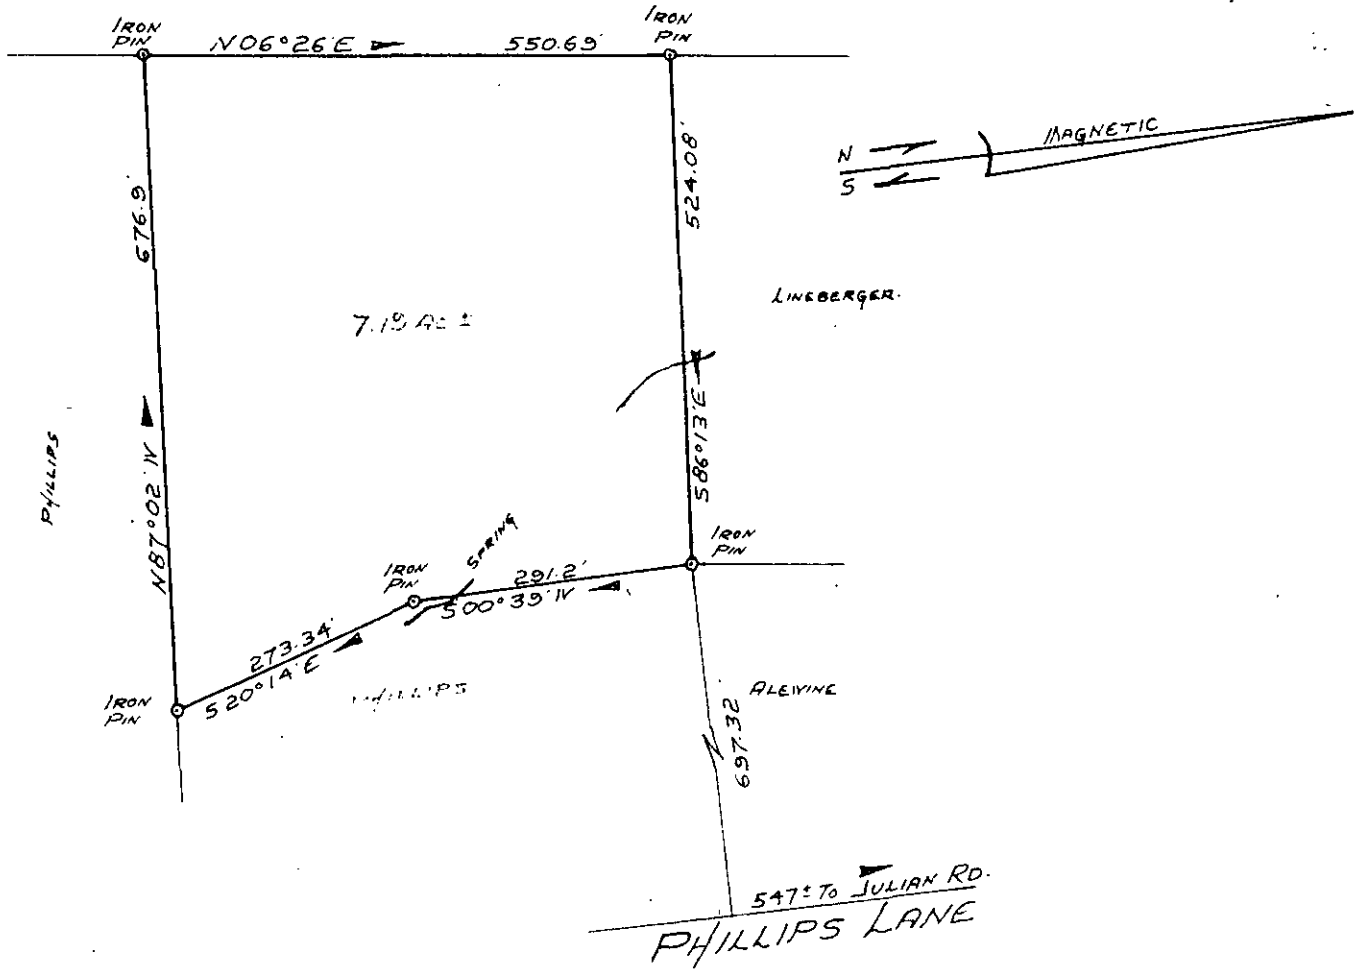 IRON
PIN
IRON
PIN
N06°26'E
550.69'
MAGNETIC
N
S
524.08'
676.9'
LINEBERGER.
7.19 AC ±
S86°13'E
PHILLIPS
N87°02'W
SPRING
IRON
PIN
IRON
PIN
291.2'
S00°39'W
273.34'
S20°14'E
PHILLIPS
IRON
PIN
ALEWINE
697.32'
547± TO JULIAN RD.
PHILLIPS LANE